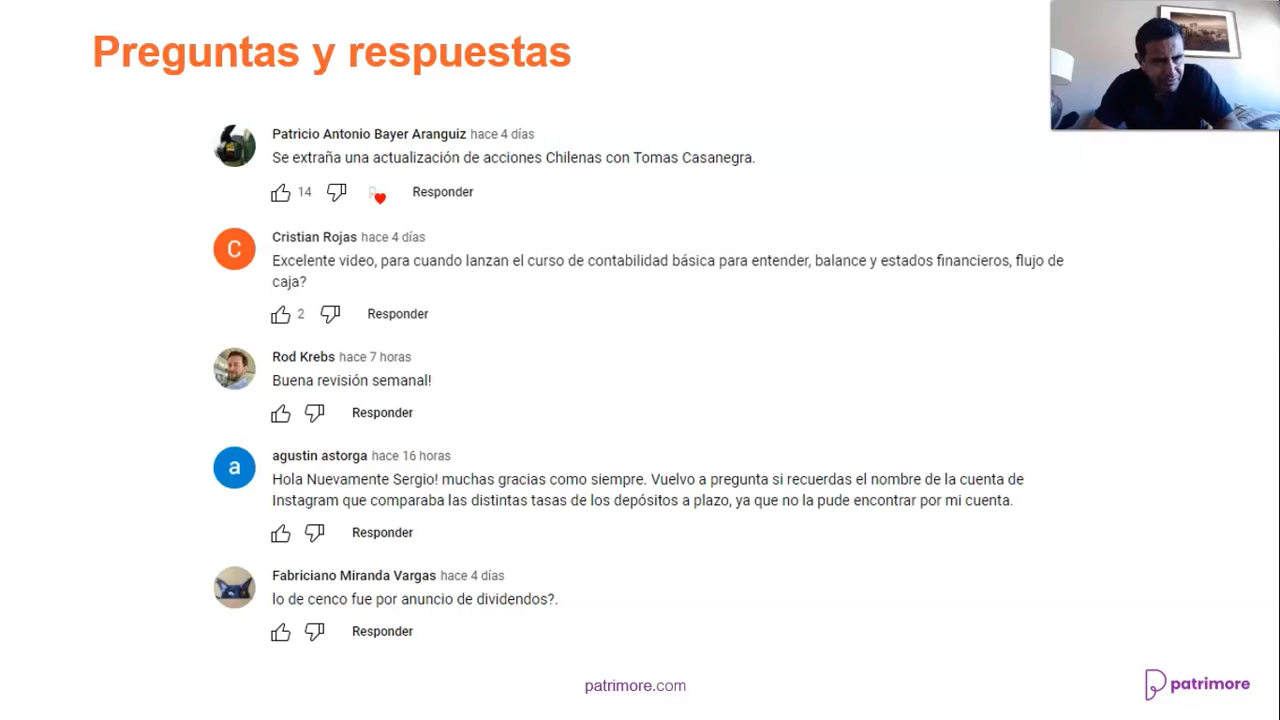 Preguntas y respuestas
Patricio Antonio Bayer Aranguiz hace 4 días
Se extraña una actualización de acciones Chilenas con Tomas Casanegra.
14 Responder
C
Cristian Rojas hace 4 días
Excelente video, para cuando lanzan el curso de contabilidad básica para entender, balance y estados financieros, flujo de
caja?
2 Responder
Rod Krebs hace 7 horas
Buena revisión semanal!
Responder
a
agustin astorga hace 16 horas
Hola Nuevamente Sergio! muchas gracias como siempre. Vuelvo a pregunta si recuerdas el nombre de la cuenta de
Instagram que comparaba las distintas tasas de los depósitos a plazo, ya que no la pude encontrar por mi cuenta.
Responder
Fabriciano Miranda Vargas hace 4 días
lo de cenco fue por anuncio de dividendos?.
Responder
patrimore.com
patrimore